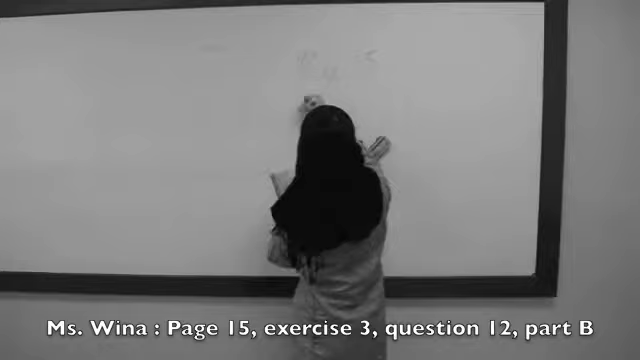 Ms. Wina : Page 15, exercise 3, question 12, part B